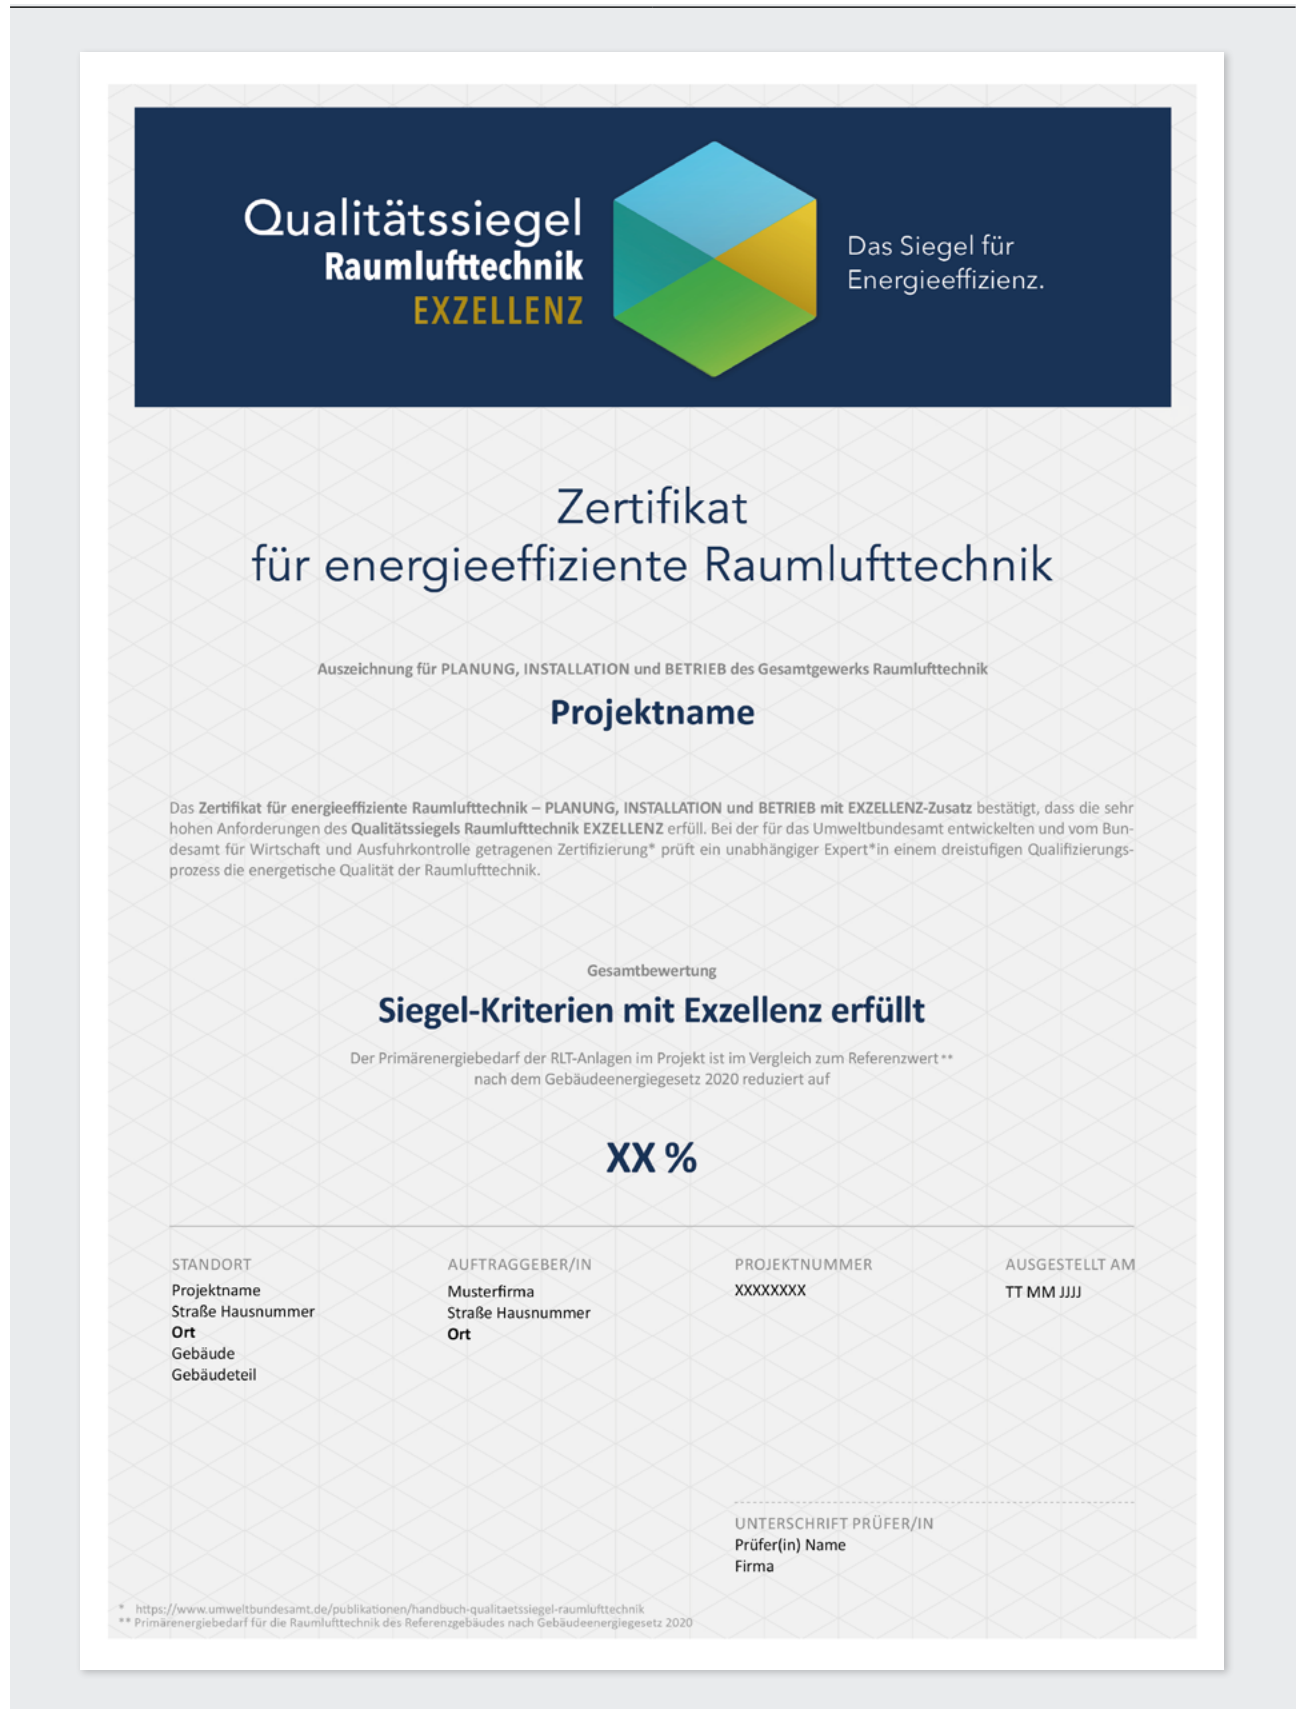 Qualitätssiegel
Raumlufttechnik
EXZELLENZ
Das Siegel für
Energieeffizienz.
Zertifikat
für energieeffiziente Raumlufttechnik
Auszeichnung für PLANUNG, INSTALLATION und BETRIEB des Gesamtgewerks Raumlufttechnik
Projektname
Das Zertifikat für energieeffiziente Raumlufttechnik – PLANUNG, INSTALLATION und BETRIEB mit EXZELLENZ-Zusatz bestätigt, dass die sehr
hohen Anforderungen des Qualitätssiegels Raumlufttechnik EXZELLENZ erfüll. Bei der für das Umweltbundesamt entwickelten und vom Bun-
desamt für Wirtschaft und Ausfuhrkontrolle getragenen Zertifizierung* prüft ein unabhängiger Expert*in einem dreistufigen Qualifizierungs-
prozess die energetische Qualität der Raumlufttechnik.
Gesamtbewertung
Siegel-Kriterien mit Exzellenz erfüllt
Der Primärenergiebedarf der RLT-Anlagen im Projekt ist im Vergleich zum Referenzwert**
nach dem Gebäudeenergiegesetz 2020 reduziert auf
XX %
STANDORT
Projektname
Straße Hausnummer
Ort
Gebäude
Gebäudeteil
AUFTRAGGEBER/IN
Musterfirma
Straße Hausnummer
Ort
PROJEKTNUMMER
XXXXXXXX
AUSGESTELLT AM
TT MM JJJJ
UNTERSCHRIFT PRÜFER/IN
Prüfer(in) Name
Firma
* https://www.umweltbundesamt.de/publikationen/handbuch-qualitaetssiegel-raumlufttechnik
** Primärenergiebedarf für die Raumlufttechnik des Referenzgebäudes nach Gebäudeenergiegesetz 2020